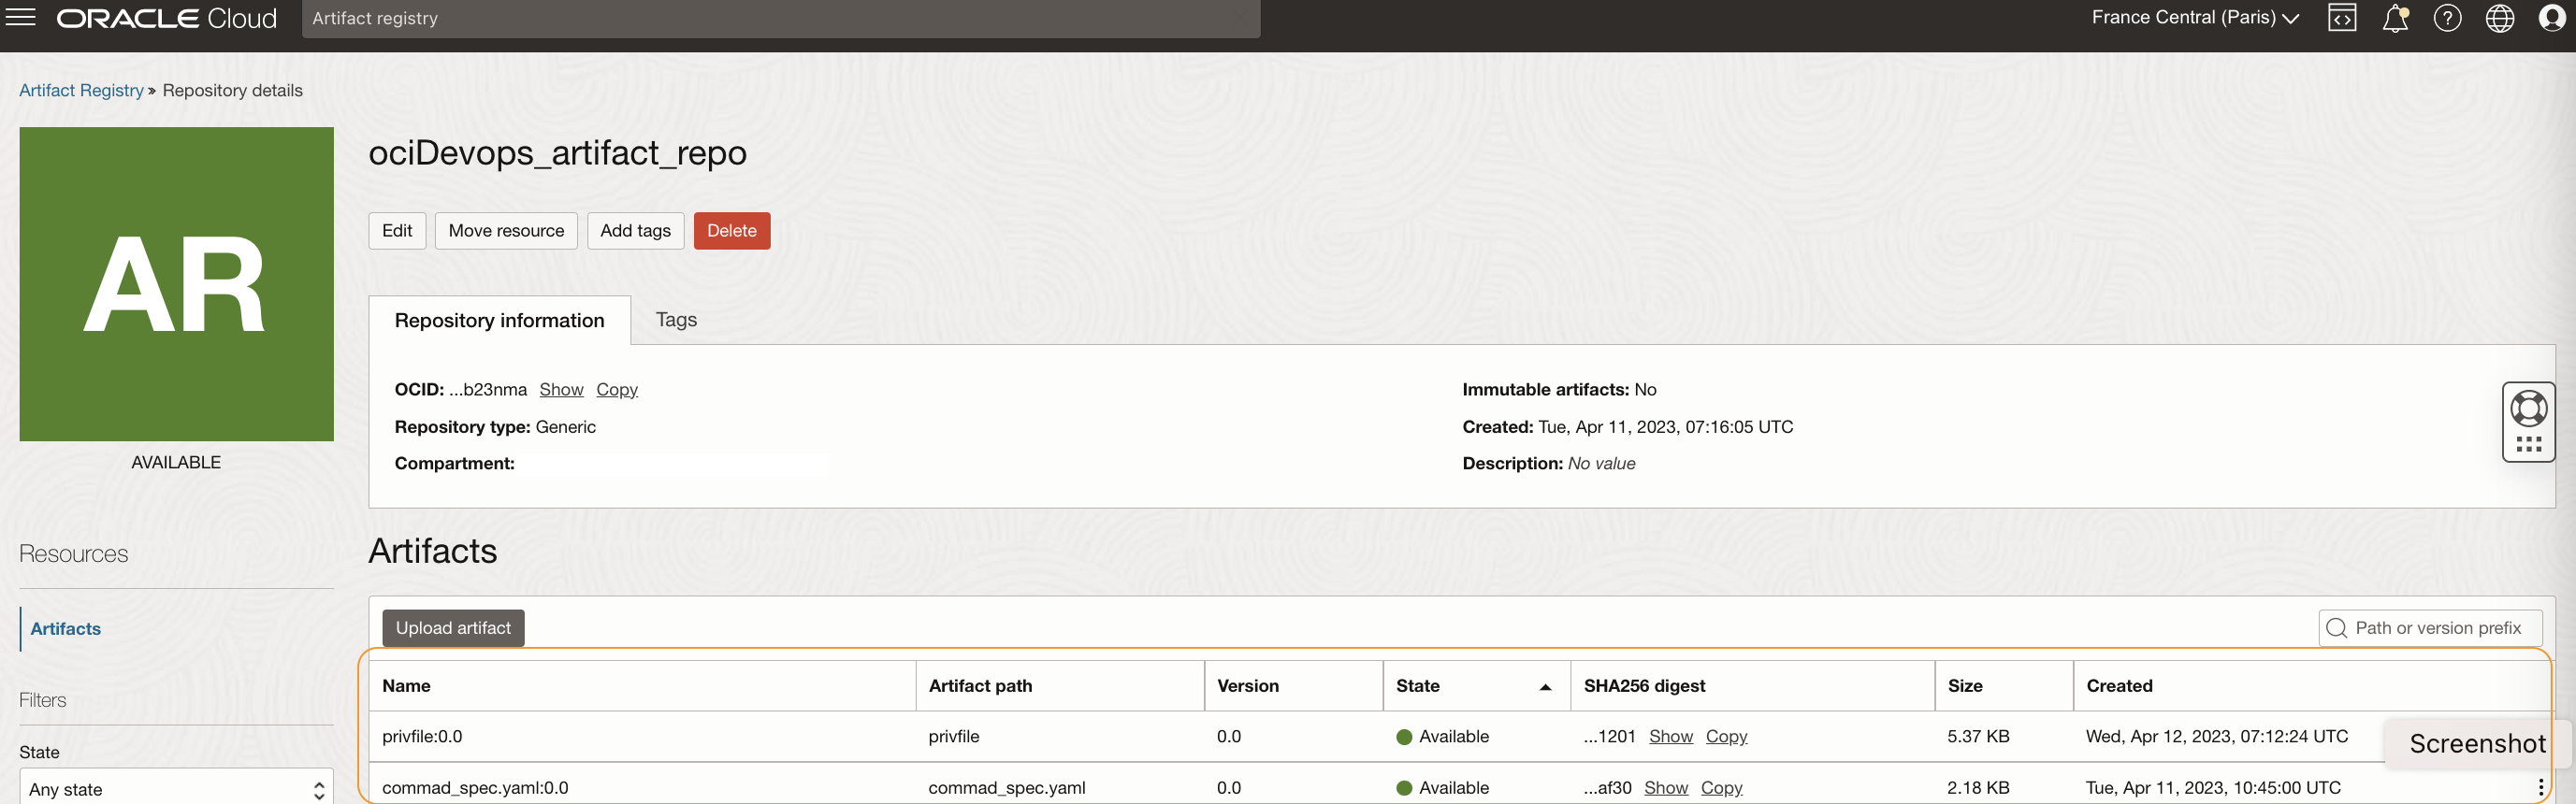 ORACLE Cloud
Artifact registry
France Central (Paris)
Artifact Registry » Repository details
AR
AVAILABLE
ociDevops_artifact_repo
Edit Move resource Add tags Delete
Repository information Tags
OCID: ...b23nma Show Copy
Repository type: Generic
Compartment:
Immutable artifacts: No
Created: Tue, Apr 11, 2023, 07:16:05 UTC
Description: No value
Resources
Artifacts
Filters
State
Any state
Artifacts
Upload artifact
Path or version prefix
Name Artifact path Version State SHA256 digest Size Created
privfile:0.0 privfile 0.0 Available ...1201 Show Copy 5.37 KB Wed, Apr 12, 2023, 07:12:24 UTC
commad_spec.yaml:0.0 commad_spec.yaml 0.0 Available ...af30 Show Copy 2.18 KB Tue, Apr 11, 2023, 10:45:00 UTC
Screenshot